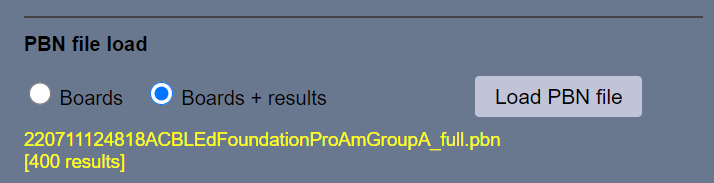 PBN file load
Boards Boards + results Load PBN file
220711124818ACBLEdFoundationProAmGroupA_full.pbn
[400 results]